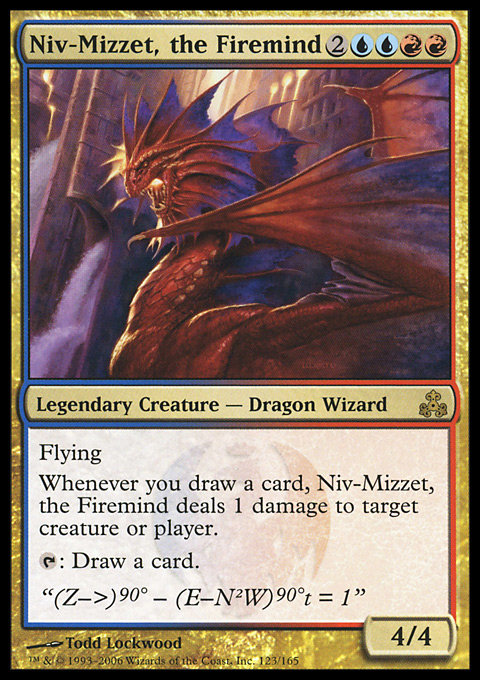 Niv-Mizzet, the Firemind 2
Legendary Creature — Dragon Wizard
Flying
Whenever you draw a card, Niv-Mizzet,
the Firemind deals 1 damage to target
creature or player.
: Draw a card.
“(Z–>)90° – (E–N²W)90°t = 1”
4/4
Todd Lockwood
™ & © 1993–2006 Wizards of the Coast, Inc. 123/165